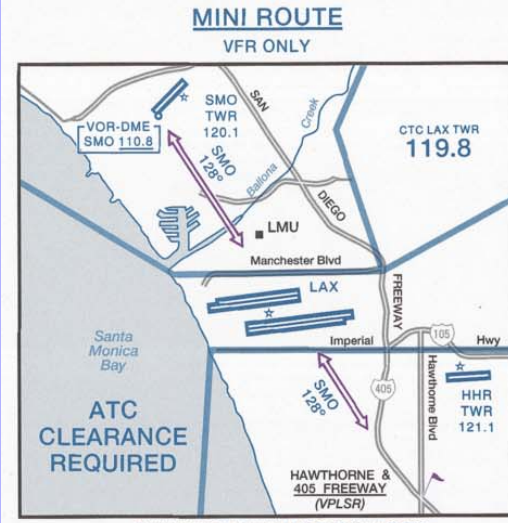 MINI ROUTE
VFR ONLY
VOR-DME
SMO 110.8
SMO
TWR
120.1
SMO
128°
SAN
DIEGO
FREEWAY
Ballona
Creek
CTC LAX TWR
119.8
LMU
Manchester Blvd
LAX
Imperial
Hwy
105
405
Santa
Monica
Bay
ATC
CLEARANCE
REQUIRED
SMO
128°
Hawthorne Blvd
HHR
TWR
121.1
HAWTHORNE &
405 FREEWAY
(VPLSR)